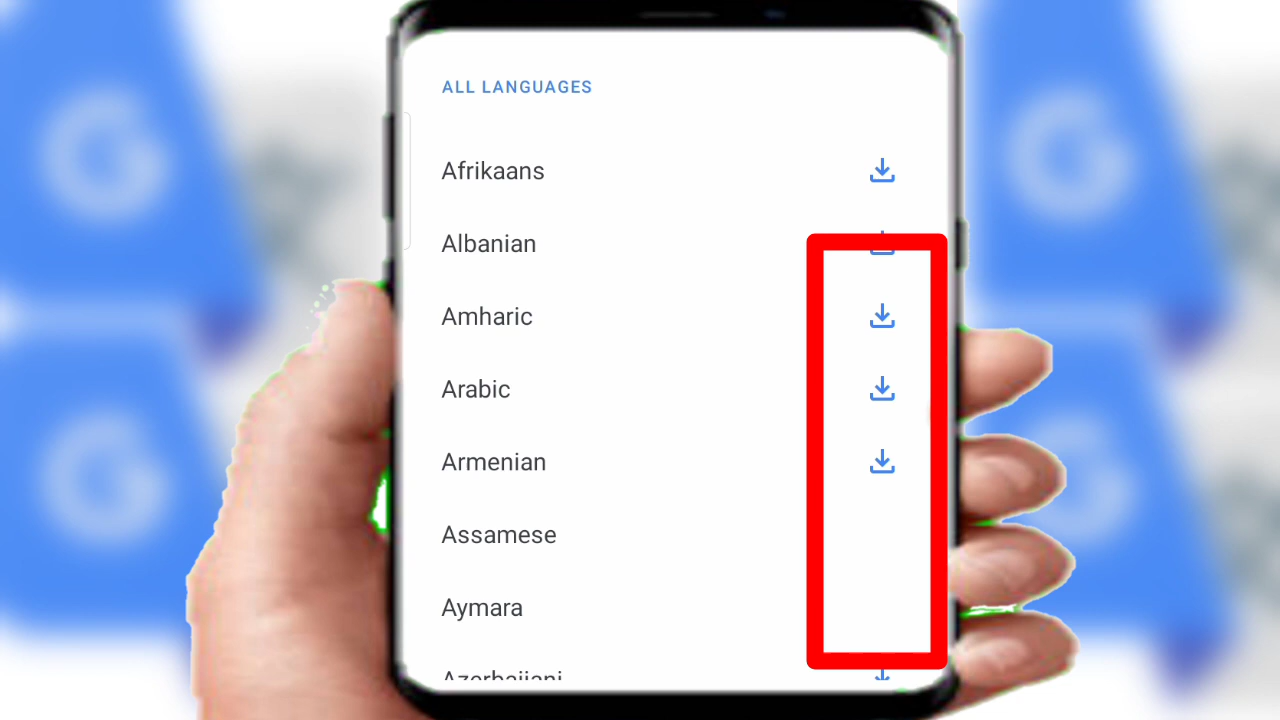 ALL LANGUAGES
Afrikaans
Albanian
Amharic
Arabic
Armenian
Assamese
Aymara
Azerbaijani